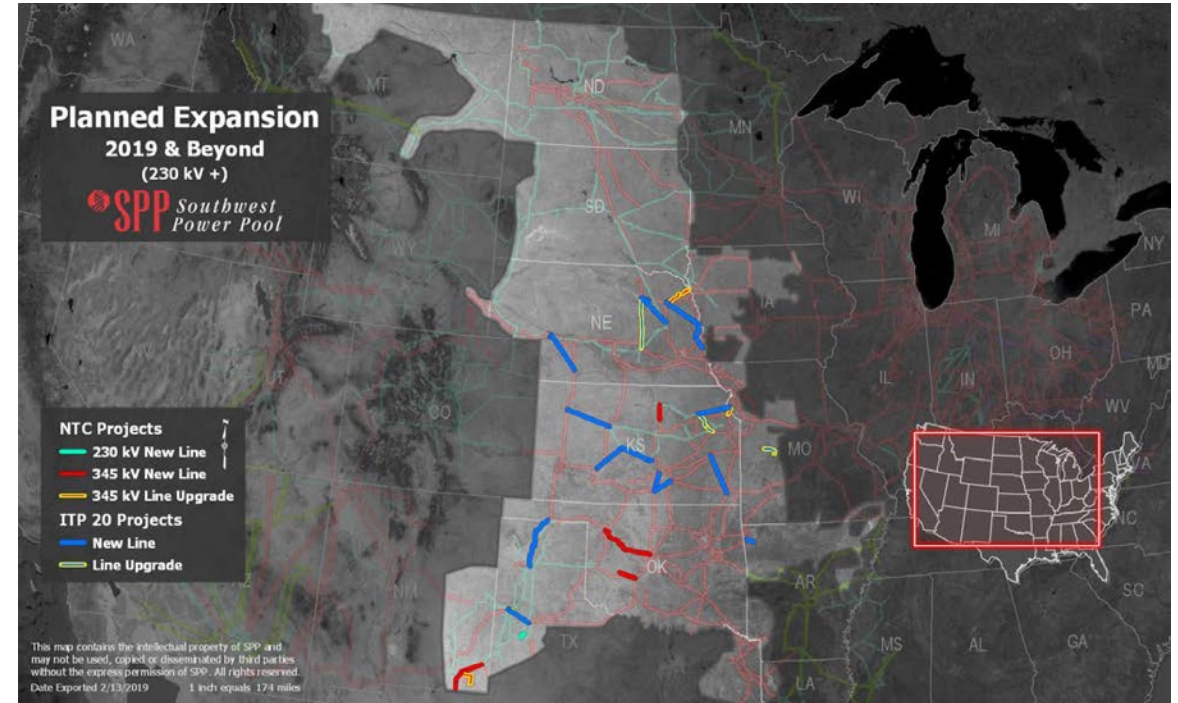 Planned Expansion
2019 & Beyond
(230 kV +)
SPP Southwest
Power Pool
NTC Projects
230 kV New Line
345 kV New Line
345 kV Line Upgrade
ITP 20 Projects
New Line
Line Upgrade
N
This map contains the intellectual property of SPP and
may not be used, copied or disseminated by third parties
without the express permission of SPP. All rights reserved.
Date Exported 2/13/2019 1 inch equals 174 miles
WA
MT
ND
MN
WI
MI
NY
SD
WY
IA
PA
NE
OH
MD
IL
IN
UT
CO
WV
KS
MO
VA
NC
OK
AR
NM
SC
TX
MS
AL
GA
LA